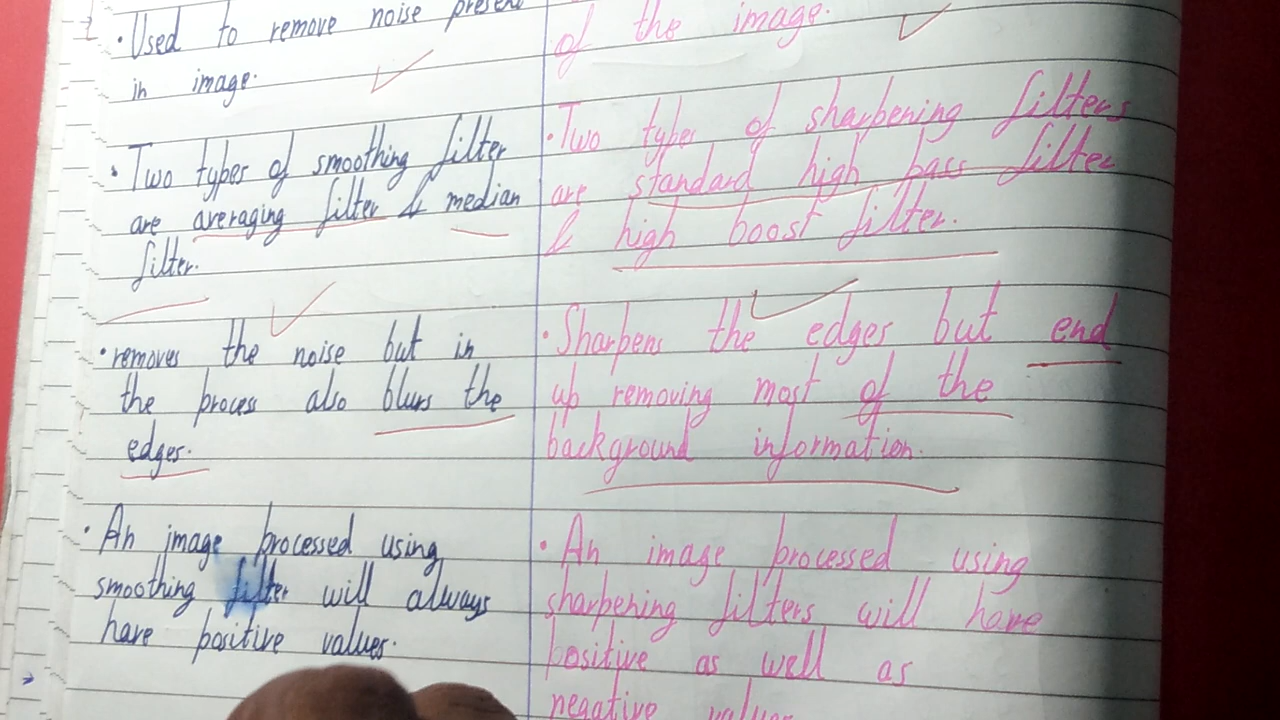 · Used to remove noise present
in image.
· Two types of smoothing filter
are averaging filter & median
filter.
· removes the noise but in
the process also blurs the
edges.
· An image processed using
smoothing filter will always
have positive values.
of the image.
· Two types of sharpening filters
are standard high pass filter
& high boost filter.
· Sharpens the edges but end
up removing most of the
background information.
· An image processed using
sharpening filters will have
positive as well as
negative values